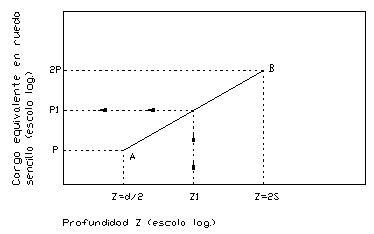 Carga equivalente en rueda
sencilla (escala log.)
2P
P1
P
A
B
Z=d/2
Z1
Z=2S
Profundidad Z (escala log.)